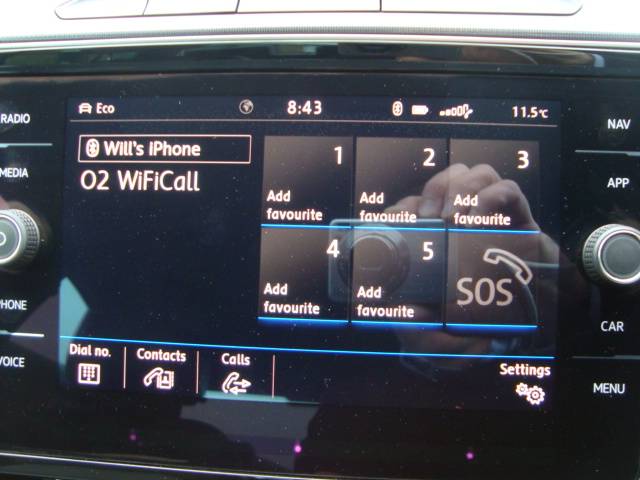 RADIO
MEDIA
PHONE
VOICE
Eco
8:43
11.5°C
Will's iPhone
O2 WiFiCall
1
Add
favourite
2
Add
favourite
3
Add
favourite
4
Add
favourite
5
Add
favourite
SOS
Dial no.
Contacts
Calls
Settings
NAV
APP
CAR
MENU